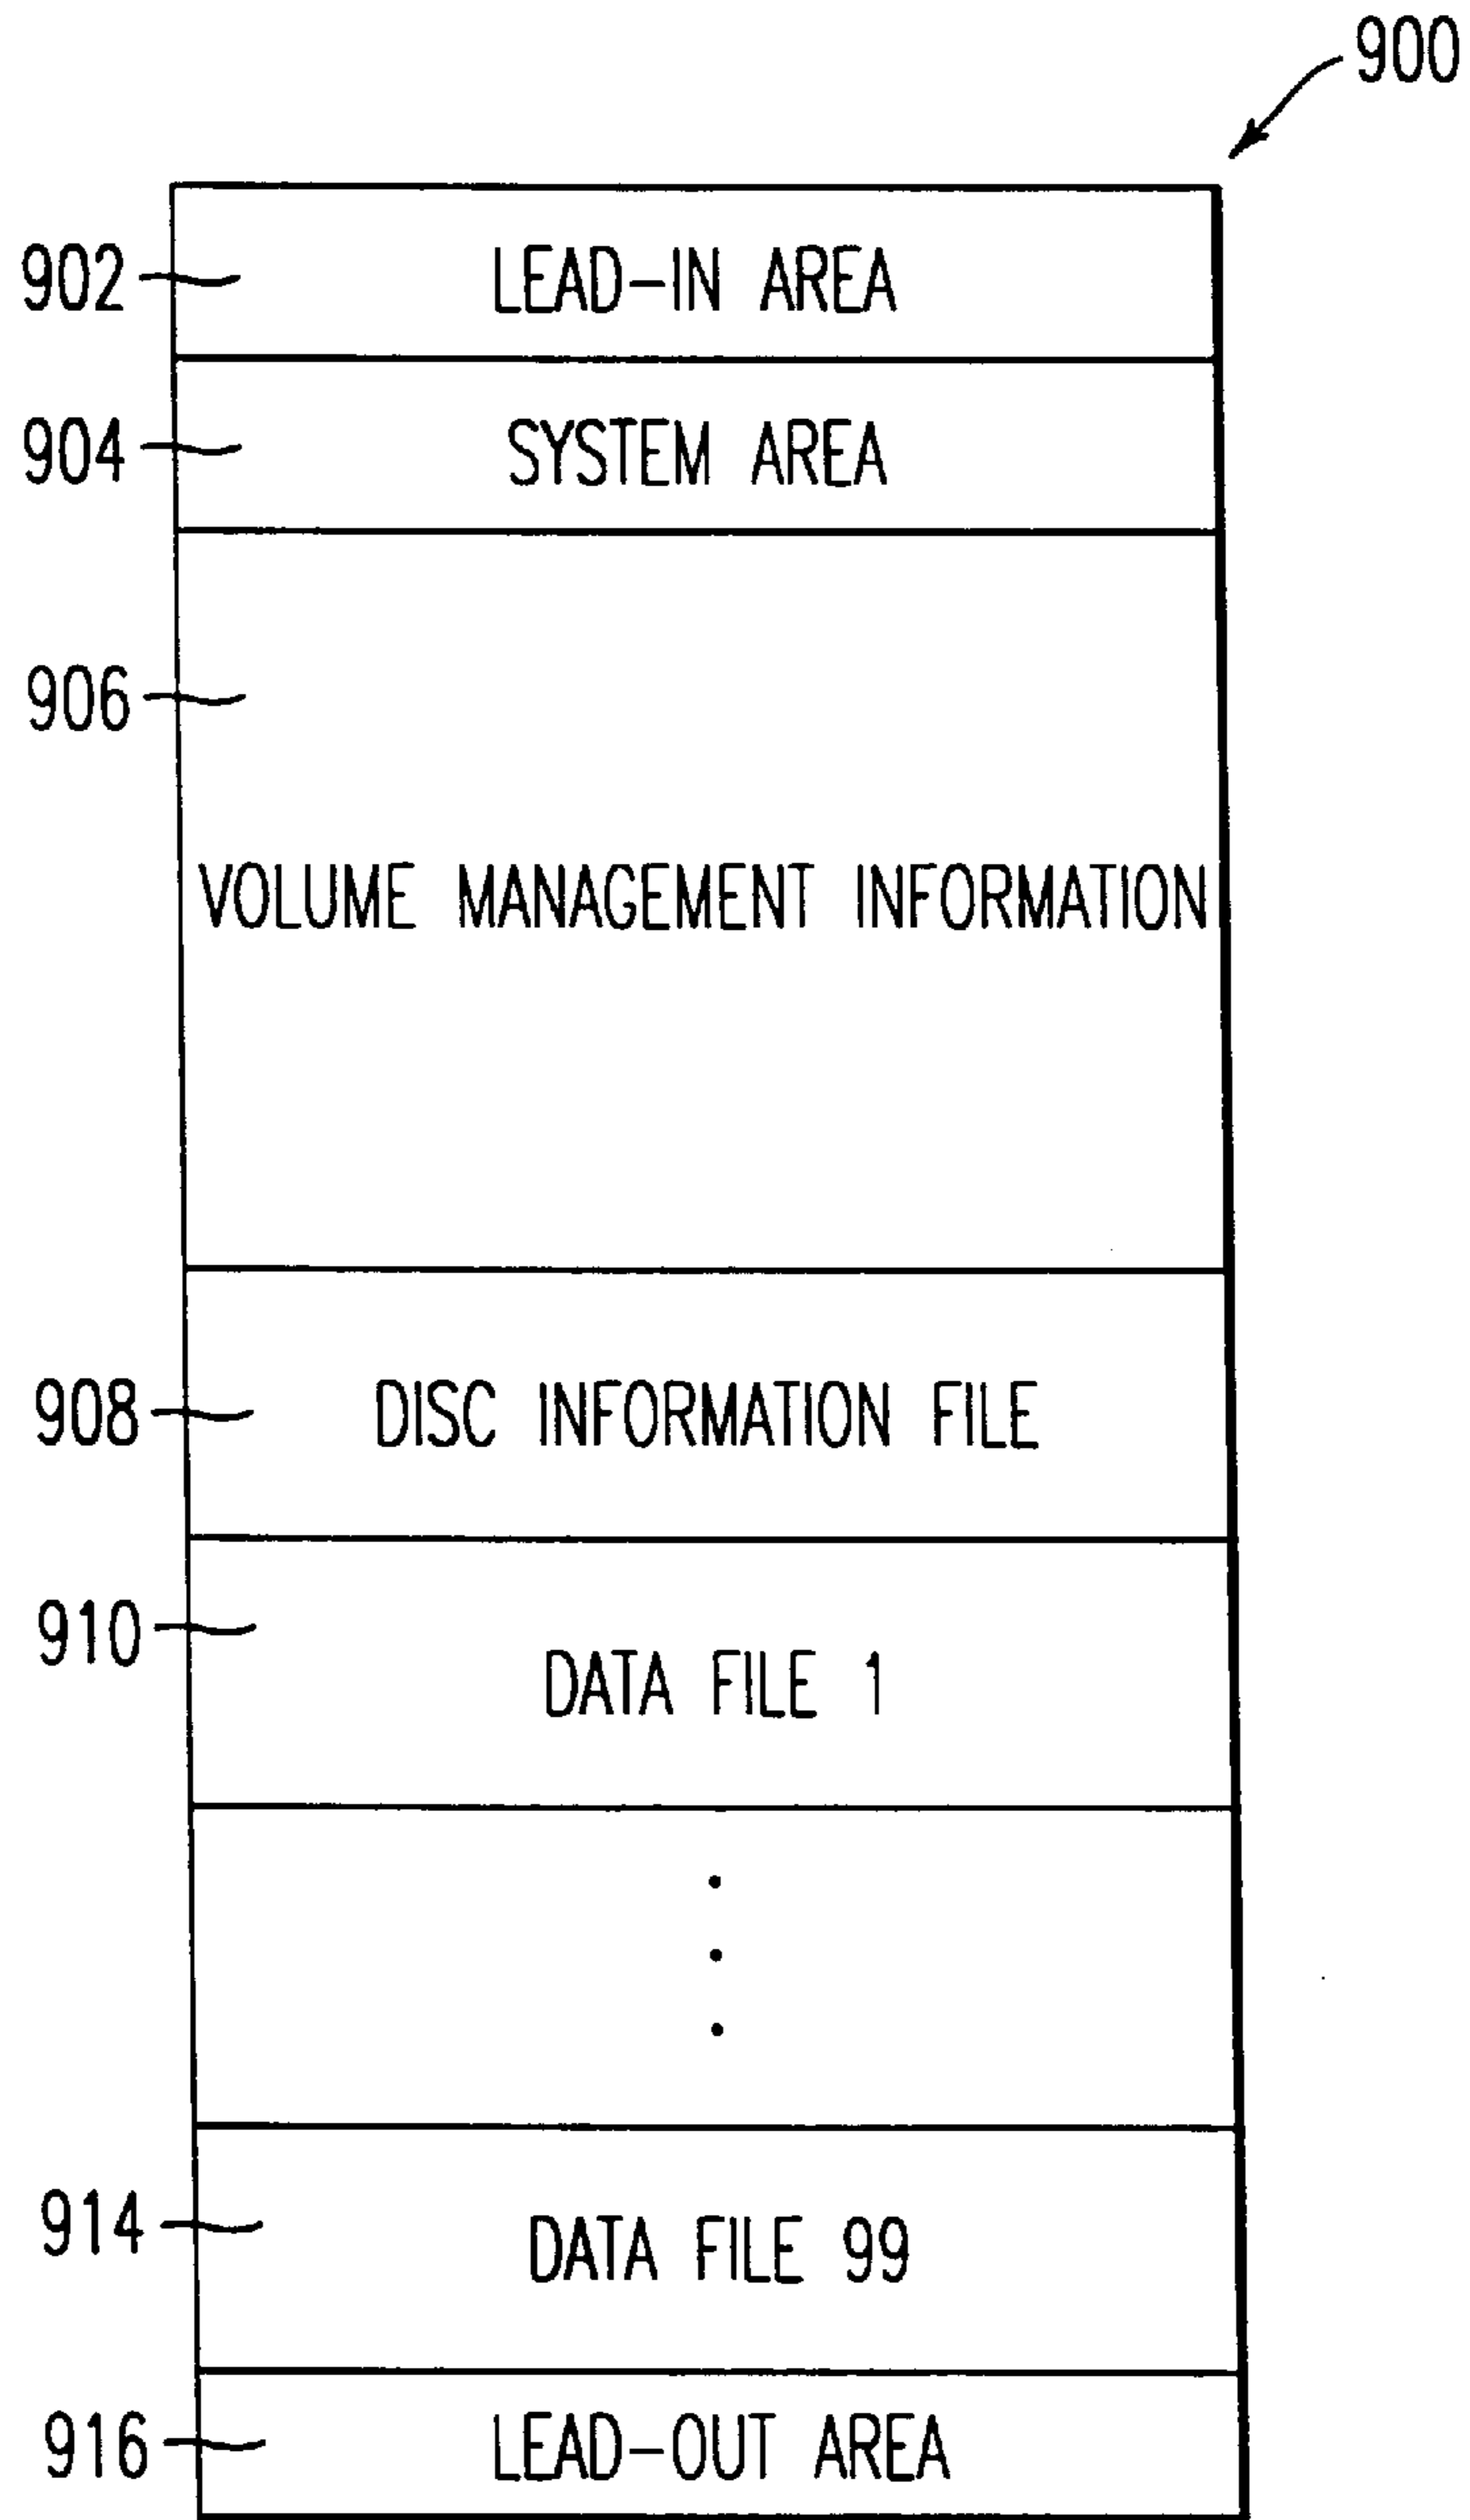 900
902 LEAD-IN AREA
904 SYSTEM AREA
906
VOLUME MANAGEMENT INFORMATION
908 DISC INFORMATION FILE
910
DATA FILE 1
914 DATA FILE 99
916 LEAD-OUT AREA